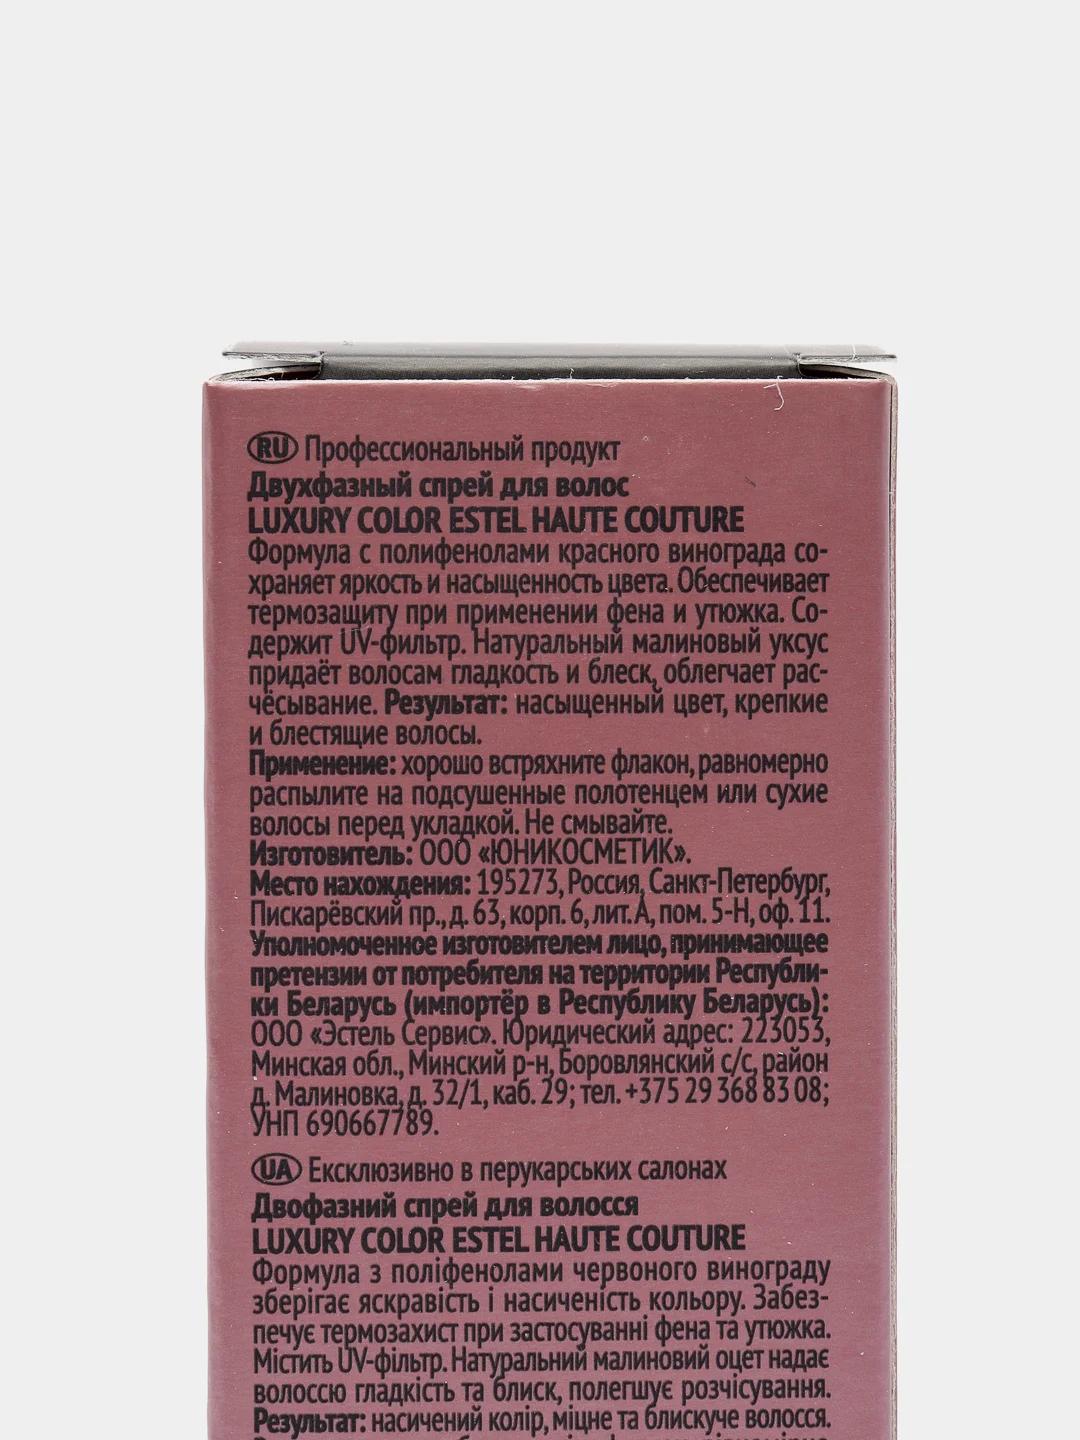 RU Профессиональный продукт
Двухфазный спрей для волос
LUXURY COLOR ESTEL HAUTE COUTURE
Формула с полифенолами красного винограда со-
храняет яркость и насыщенность цвета. Обеспечивает
термозащиту при применении фена и утюжка. Со-
держит UV-фильтр. Натуральный малиновый уксус
придаёт волосам гладкость и блеск, облегчает рас-
чёсывание. Результат: насыщенный цвет, крепкие
и блестящие волосы.
Применение: хорошо встряхните флакон, равномерно
распылите на подсушенные полотенцем или сухие
волосы перед укладкой. Не смывайте.
Изготовитель: ООО «ЮНИКОСМЕТИК».
Место нахождения: 195273, Россия, Санкт-Петербург,
Пискарёвский пр., д. 63, корп. 6, лит. А, пом. 5-Н, оф. 11.
Уполномоченное изготовителем лицо, принимающее
претензии от потребителя на территории Республи-
ки Беларусь (импортёр в Республику Беларусь):
ООО «Эстель Сервис». Юридический адрес: 223053,
Минская обл., Минский р-н, Боровлянский с/с, район
д. Малиновка, д. 32/1, каб. 29; тел. +375 29 368 83 08;
УНП 690667789.
UA Ексклюзивно в перукарських салонах
Двофазний спрей для волосся
LUXURY COLOR ESTEL HAUTE COUTURE
Формула з поліфенолами червоного винограду
зберігає яскравість і насиченість кольору. Забез-
печує термозахист при застосуванні фена та утюжка.
Містить UV-фільтр. Натуральний малиновий оцет надає
волоссю гладкість та блиск, полегшує розчісування.
Результат: насичений колір, міцне та блискуче волосся.